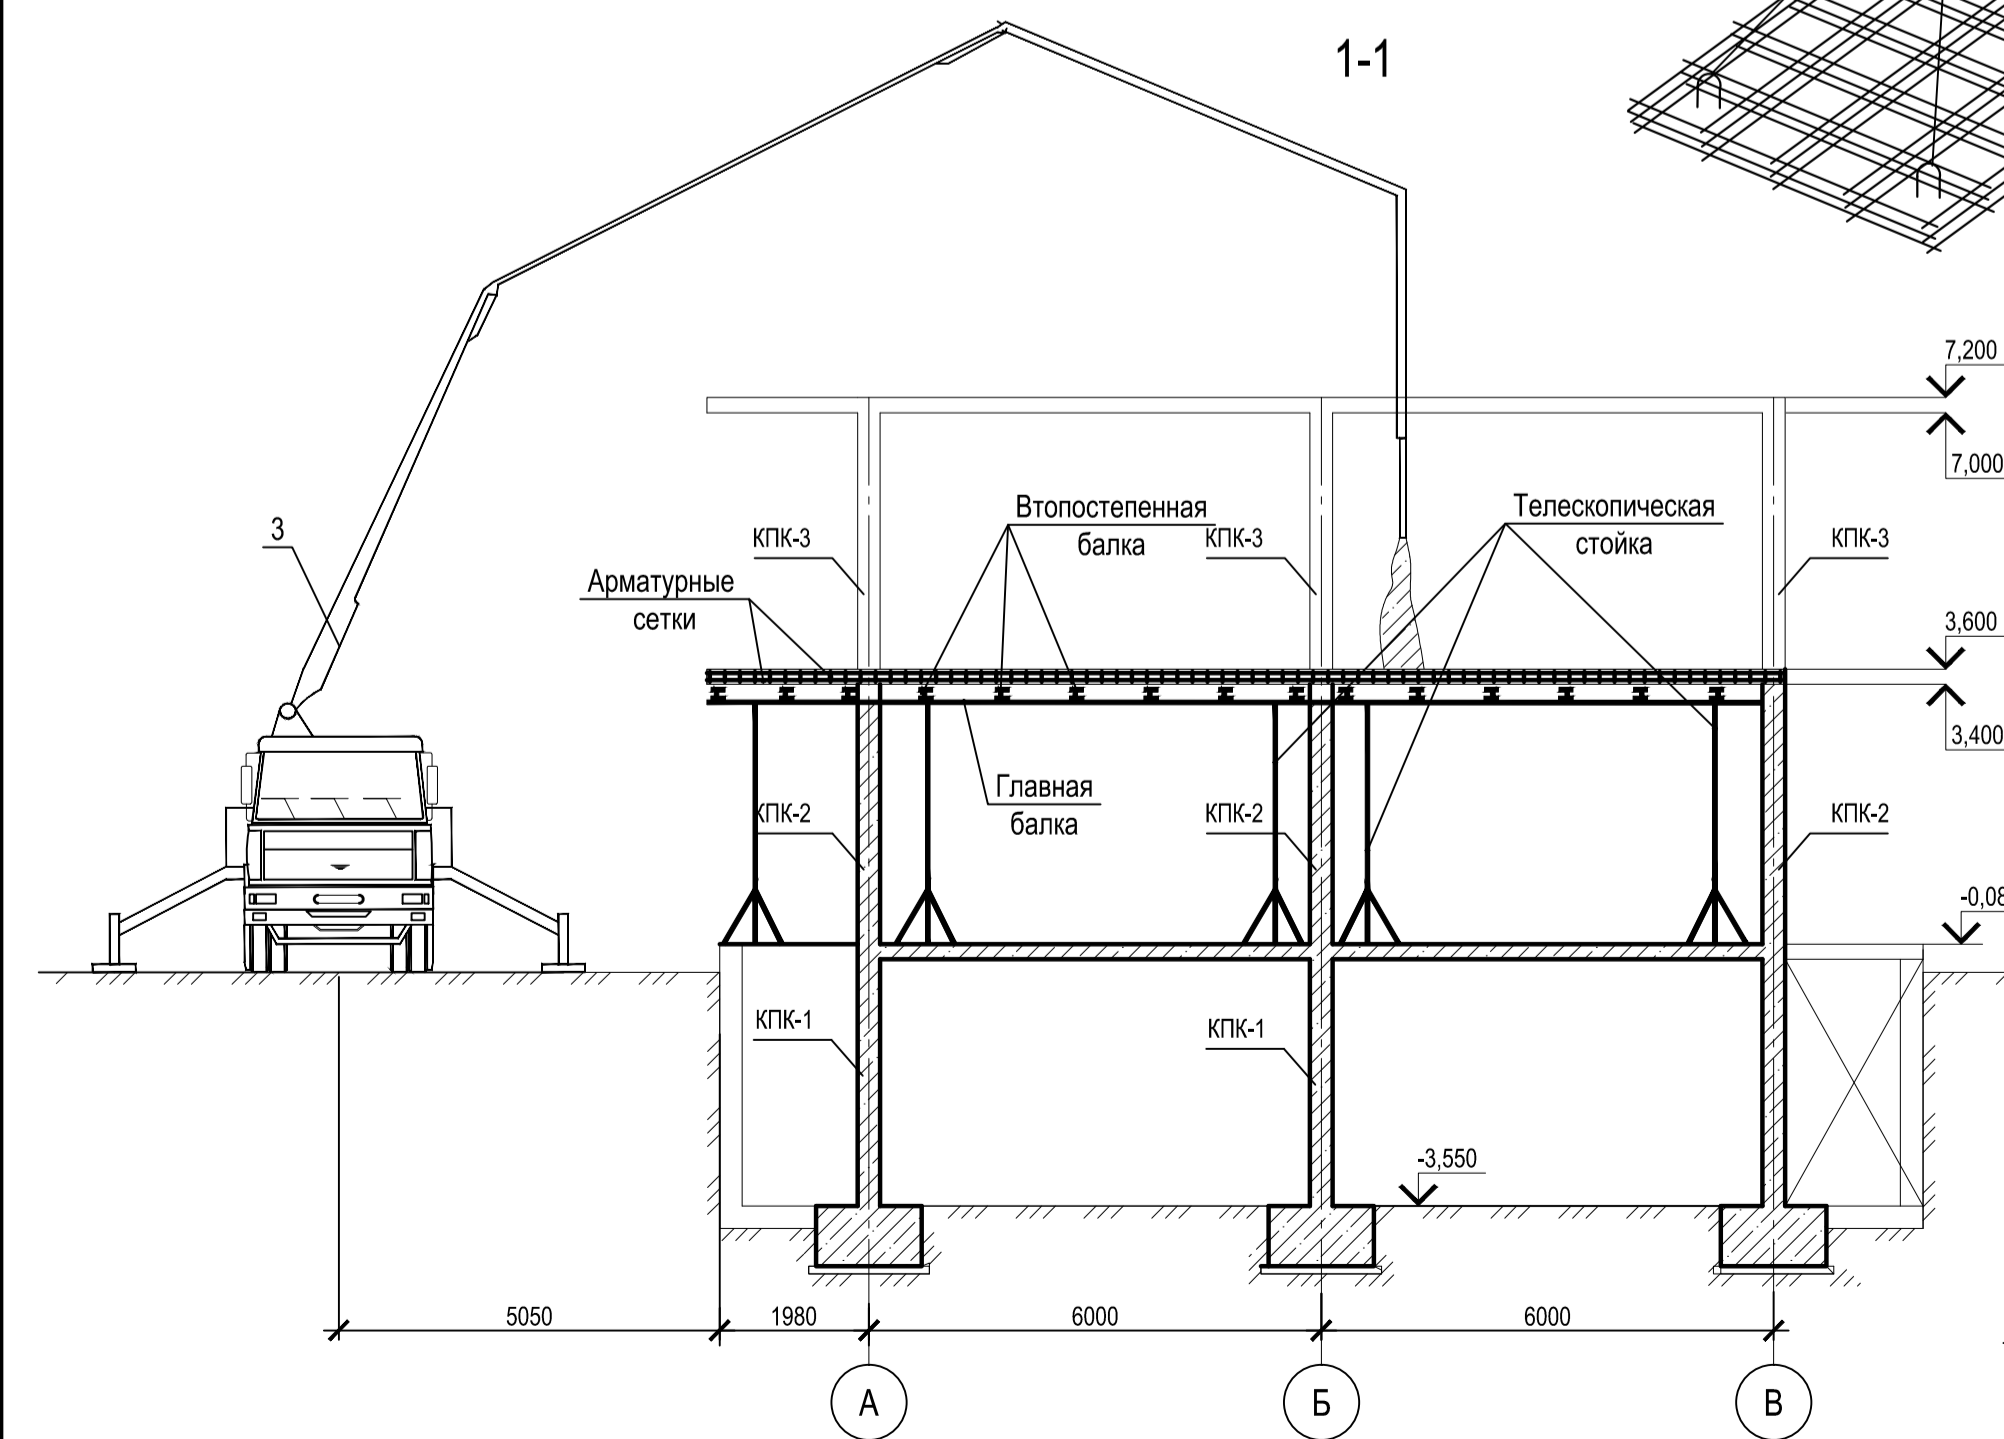 1-1
7,200
7,000
3
КПК-3
Втопостепенная
балка
КПК-3
Телескопическая
стойка
КПК-3
Арматурные
сетки
3,600
3,400
Главная
балка
КПК-2
КПК-2
КПК-2
-0,08
КПК-1
КПК-1
-3,550
5050
1980
6000
6000
А
Б
В